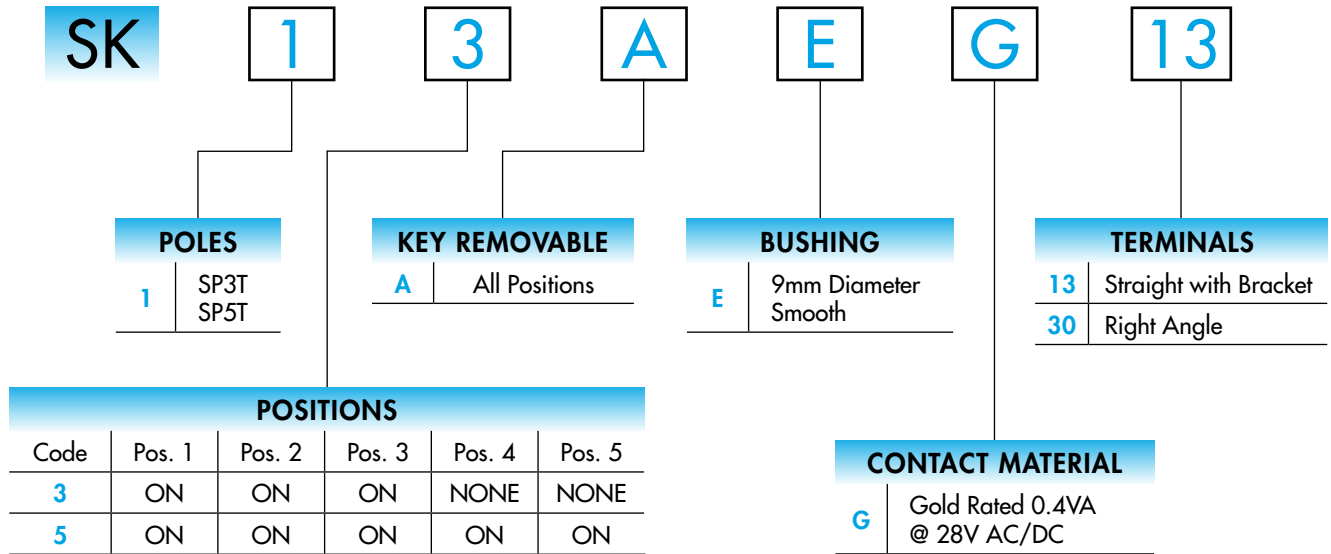 SK 1 3 A E G 13
POLES
1 SP3T
SP5T
KEY REMOVABLE
A All Positions
BUSHING
E 9mm Diameter
Smooth
TERMINALS
13 Straight with Bracket
30 Right Angle
POSITIONS
Code Pos. 1 Pos. 2 Pos. 3 Pos. 4 Pos. 5
3 ON ON ON NONE NONE
5 ON ON ON ON ON
CONTACT MATERIAL
G Gold Rated 0.4VA
@ 28V AC/DC